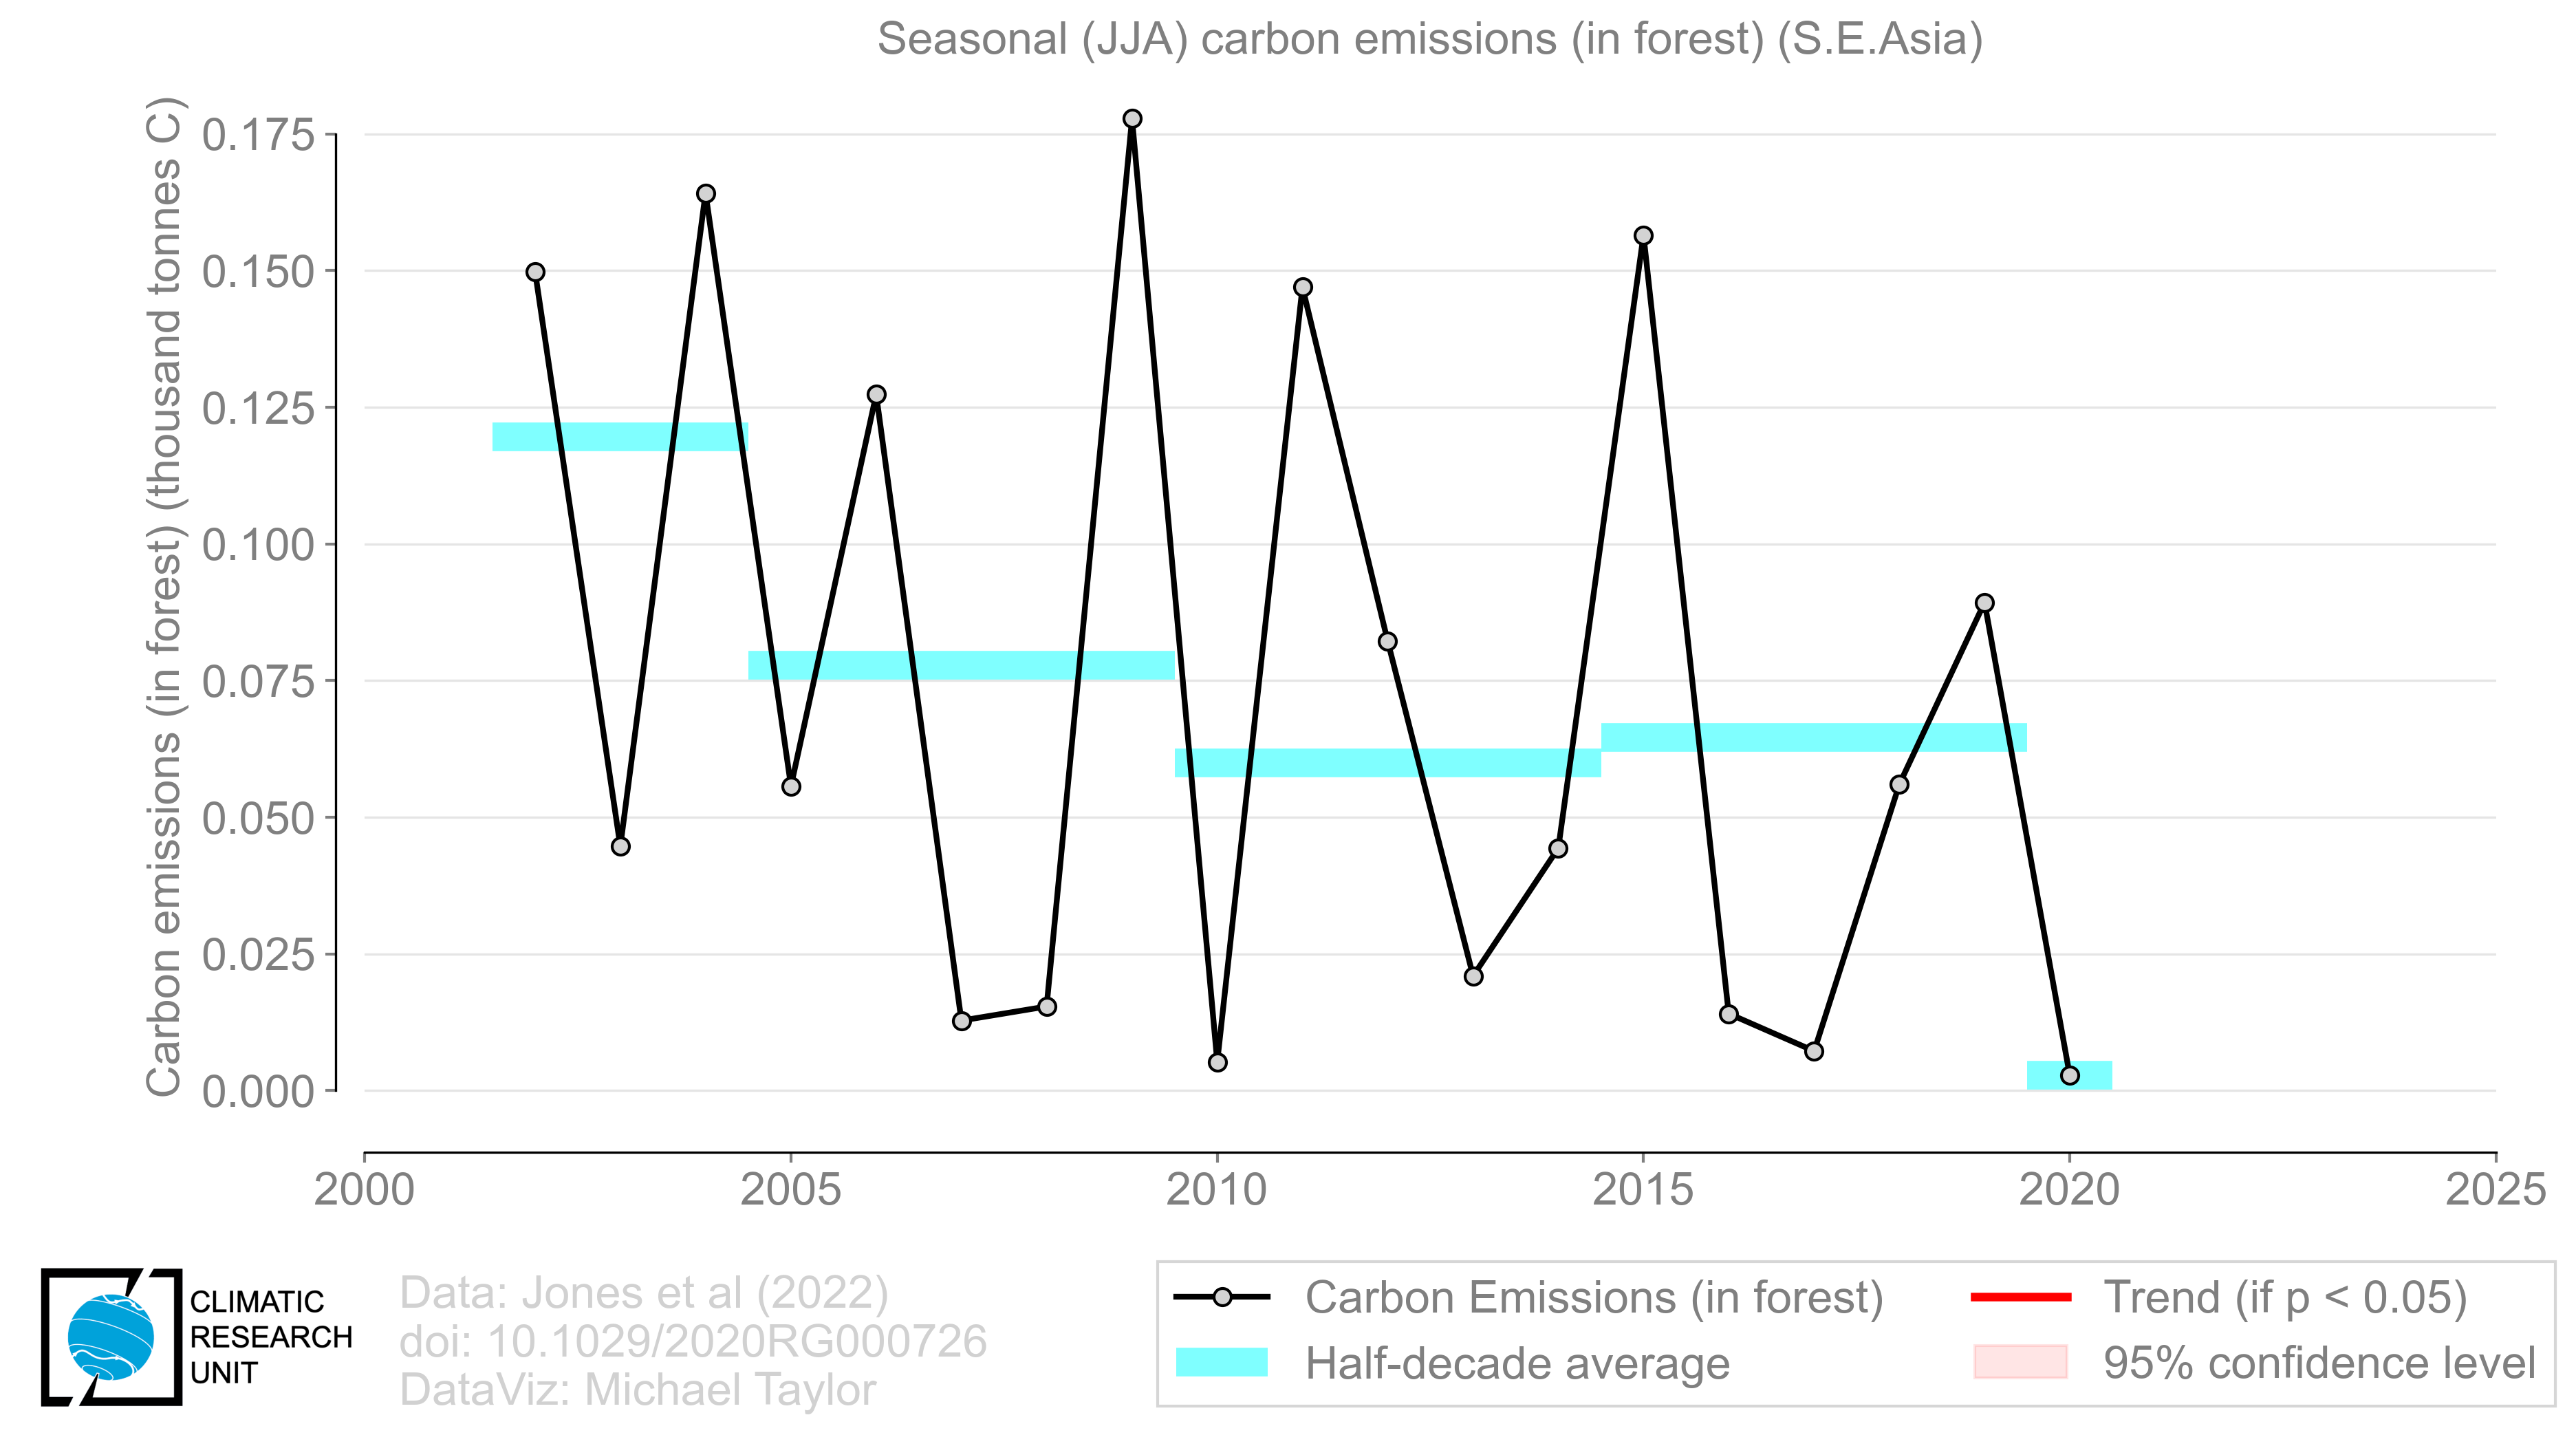 Seasonal (JJA) carbon emissions (in forest) (S.E.Asia)
Carbon emissions (in forest) (thousand tonnes C)
0.175
0.150
0.125
0.100
0.075
0.050
0.025
0.000
2000
2005
2010
2015
2020
2025
CLIMATIC
RESEARCH
UNIT
Data: Jones et al (2022)
doi: 10.1029/2020RG000726
DataViz: Michael Taylor
Carbon Emissions (in forest)
Half-decade average
Trend (if p < 0.05)
95% confidence level